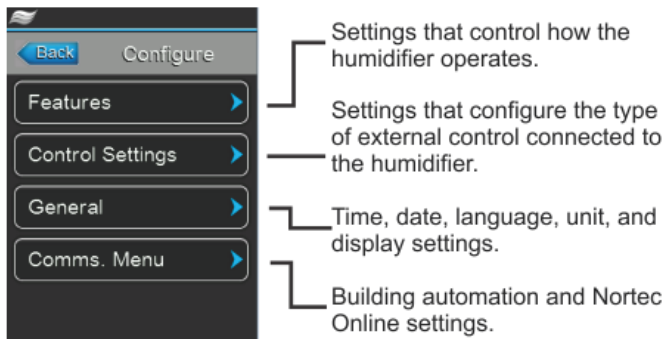 Back Configure
Features
Control Settings
General
Comms. Menu
Settings that control how the
humidifier operates.
Settings that configure the type
of external control connected to
the humidifier.
Time, date, language, unit, and
display settings.
Building automation and Nortec
Online settings.